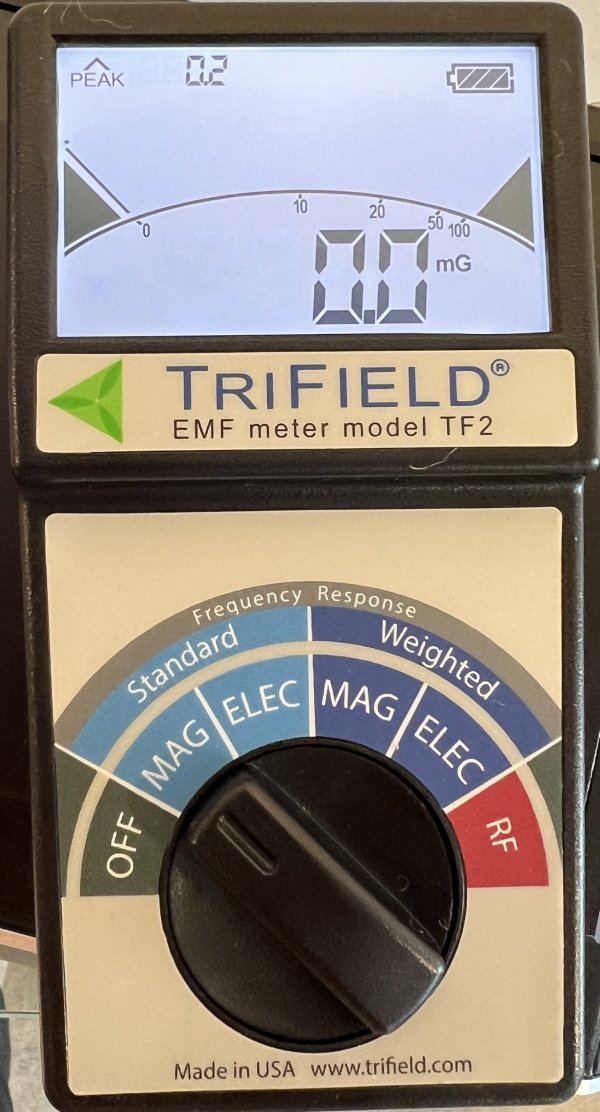 PEAK 0.2
0 10 20 50 100
0.0 mG
TRIFIELD®
EMF meter model TF2
Frequency Response
Standard Weighted
MAG ELEC MAG ELEC
OFF RF
Made in USA www.trifield.com